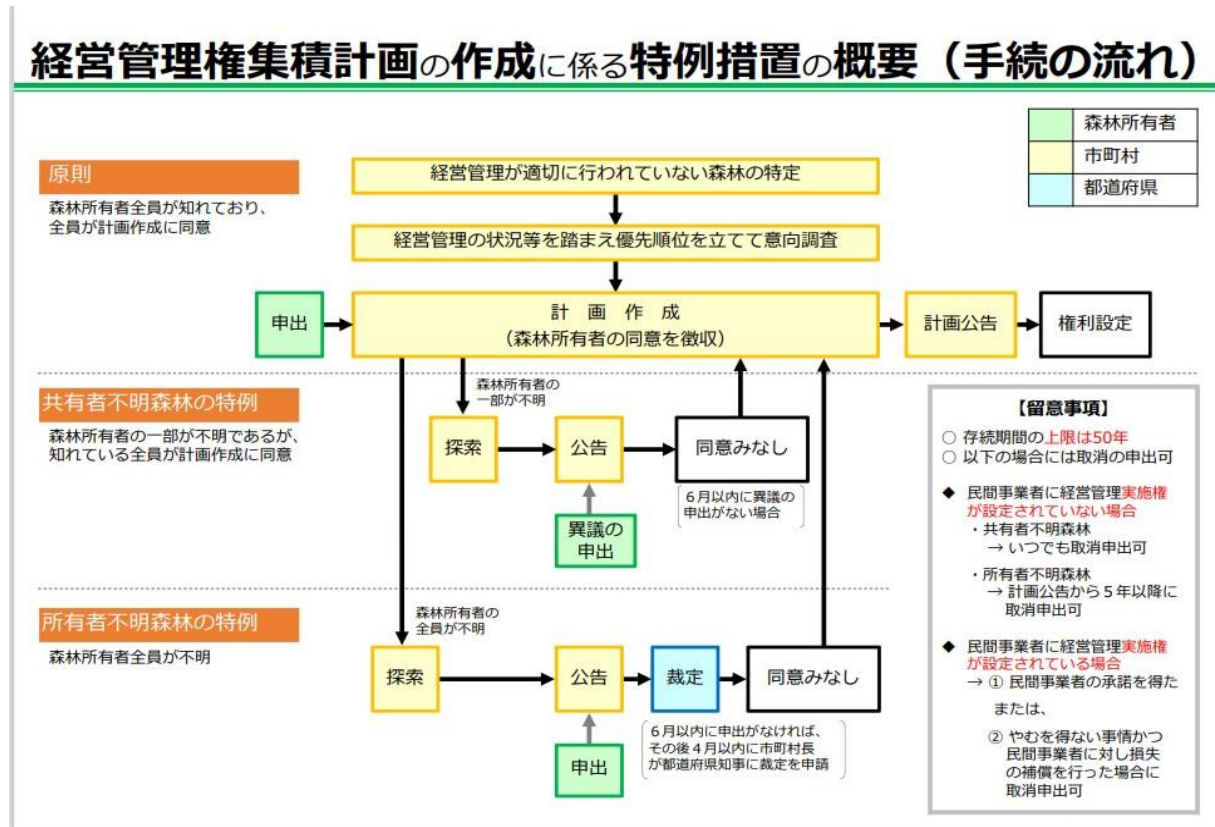 経営管理権集積計画の作成に係る特例措置の概要（手続の流れ）
森林所有者
市町村
都道府県
原則
森林所有者全員が知れており、
全員が計画作成に同意
経営管理が適切に行われていない森林の特定
経営管理の状況等を踏まえ優先順位を立てて意向調査
申出
計 画 作 成
（森林所有者の同意を徴収）
計画公告
権利設定
共有者不明森林の特例
森林所有者の一部が不明であるが、
知れている全員が計画作成に同意
森林所有者の
一部が不明
探索
公告
同意みなし
６月以内に異議の
申出がない場合
異議の
申出
所有者不明森林の特例
森林所有者全員が不明
森林所有者の
全員が不明
探索
公告
裁定
同意みなし
６月以内に申出がなければ、
その後４月以内に市町村長
が都道府県知事に裁定を申請
申出
【留意事項】
○ 存続期間の上限は50年
○ 以下の場合には取消の申出可
◆ 民間事業者に経営管理実施権
が設定されていない場合
・共有者不明森林
→ いつでも取消申出可
・所有者不明森林
→ 計画公告から５年以降に
取消申出可
◆ 民間事業者に経営管理実施権
が設定されている場合
→ ① 民間事業者の承諾を得た
または、
② やむを得ない事情かつ
民間事業者に対し損失
の補償を行った場合に
取消申出可